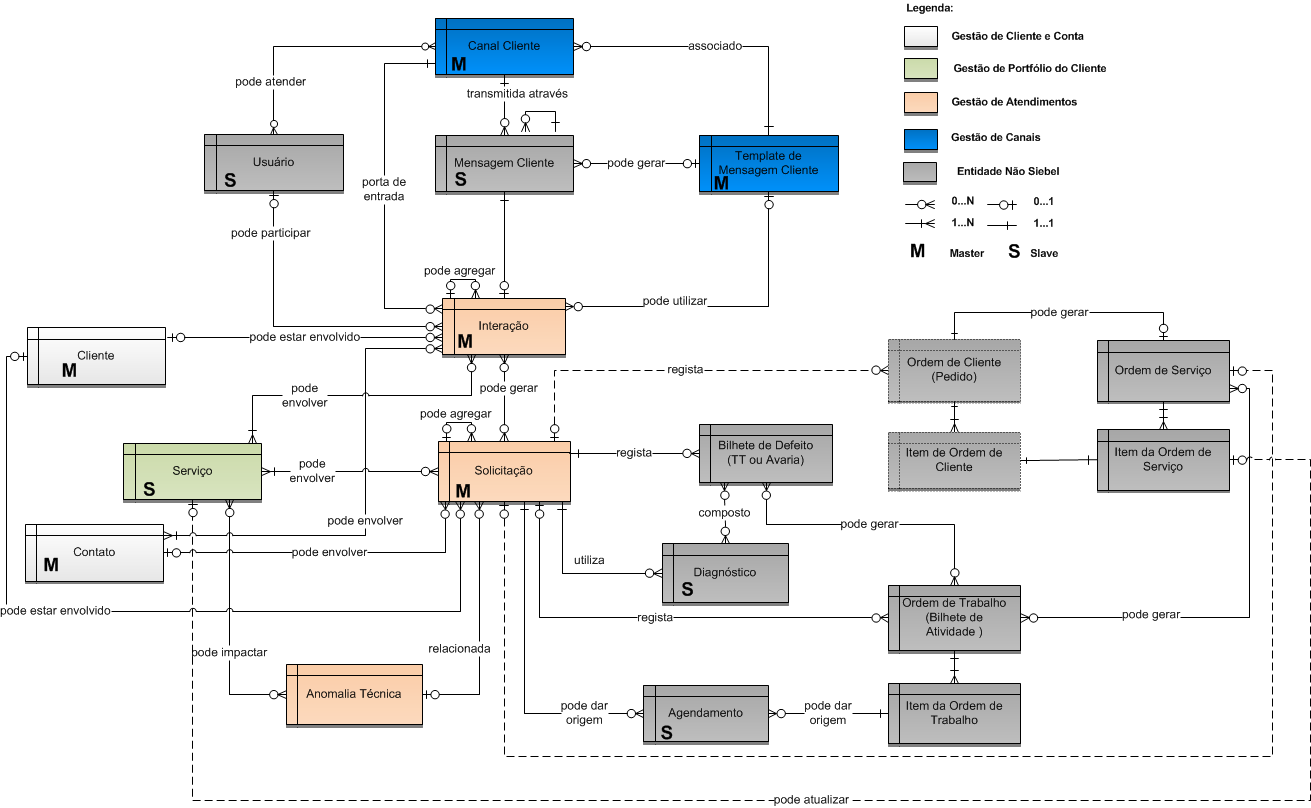 Legenda:
Gestão de Cliente e Conta
Gestão de Portfólio do Cliente
Gestão de Atendimentos
Gestão de Canais
Entidade Não Siebel
0...N
0...1
1...N
1...1
M
Master
S
Slave
Canal Cliente
M
associado
pode atender
transmitida através
Usuário
S
Mensagem Cliente
S
pode gerar
Template de
Mensagem Cliente
M
porta de
entrada
pode participar
pode agregar
pode utilizar
Interação
M
pode estar envolvido
Cliente
M
pode gerar
Ordem de Cliente
(Pedido)
Ordem de Serviço
regista
pode
envolver
pode gerar
pode agregar
Serviço
S
pode
envolver
Solicitação
M
regista
Bilhete de Defeito
(TT ou Avaria)
Item de Ordem de
Cliente
Item da Ordem de
Serviço
pode envolver
composto
pode gerar
Contato
M
pode envolver
utiliza
Diagnóstico
S
pode estar envolvido
regista
Ordem de Trabalho
(Bilhete de
Atividade )
pode gerar
pode impactar
relacionada
Anomalia Técnica
pode dar
origem
Agendamento
S
pode dar
origem
Item da Ordem de
Trabalho
pode atualizar